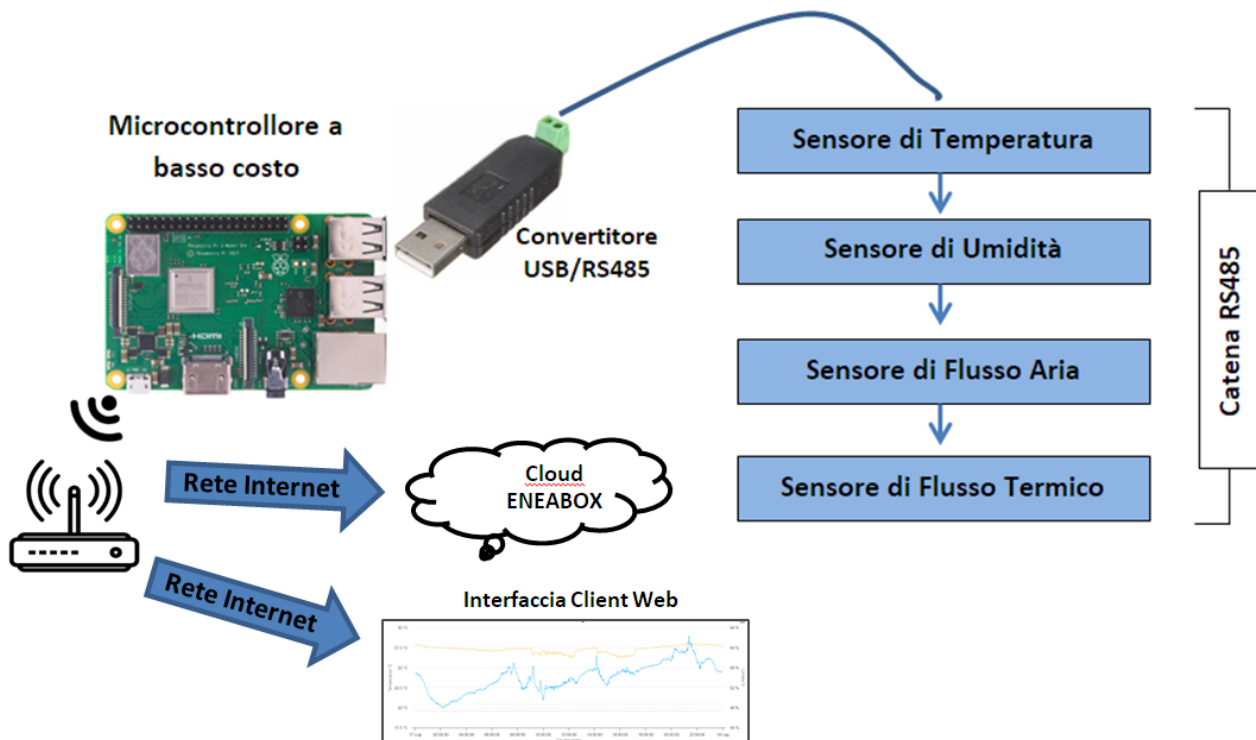 Microcontrollore a
basso costo
Convertitore
USB/RS485
Sensore di Temperatura
Sensore di Umidità
Sensore di Flusso Aria
Sensore di Flusso Termico
Catena RS485
HDMI
Rete Internet
Cloud
ENEABOX
Rete Internet
Interfaccia Client Web